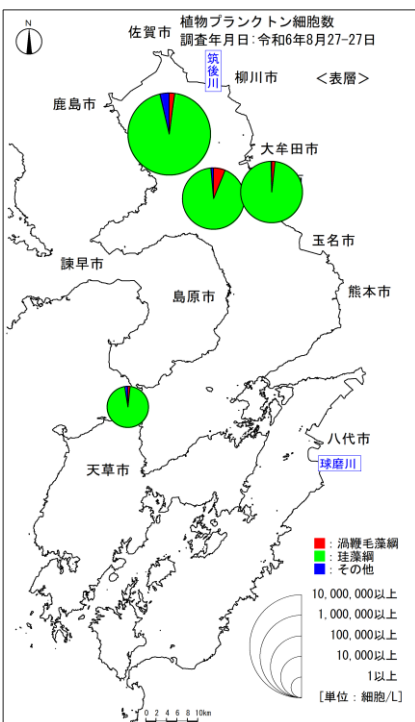 植物プランクトン細胞数
調査年月日:令和6年8月27-27日
N
佐賀市
筑後川
柳川市
<表層>
鹿島市
大牟田市
玉名市
諫早市
島原市
熊本市
八代市
球磨川
天草市
:渦鞭毛藻綱
:珪藻綱
:その他
10,000,000以上
1,000,000以上
100,000以上
10,000以上
1以上
[単位:細胞/L]
0 2 4 6 8 10km